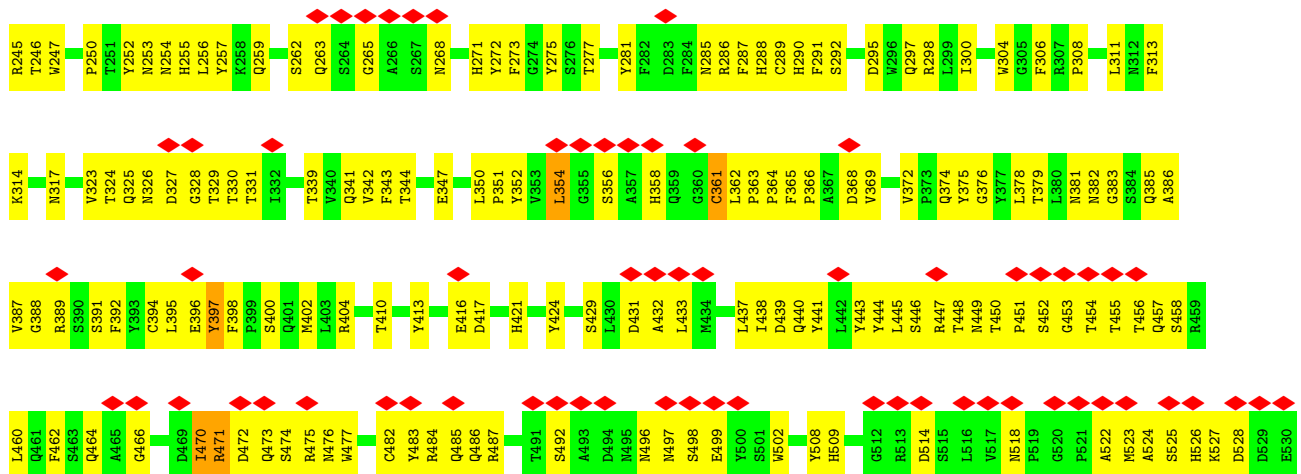 R245 T246 W247 P250 T251 Y252 N253 N254 H255 L256 Y257 K258 Q259 S262 Q263 S264 G265 A266 S267 N268 H271 Y272 F273 G274 Y275 S276 T277 Y281 F282 D283 F284 N285 R286 F287 H288 C289 H290 F291 S292 D295 W296 Q297 R298 L299 I300 W304 G305 F306 R307 P308 L311 N312 F313
K314 N317 V323 T324 Q325 N326 D327 G328 T329 T330 T331 I332 T339 V340 Q341 V342 F343 T344 E347 L350 P351 Y352 V353 L354 G355 S356 A357 H358 Q359 G360 C361 L362 P363 P364 F365 P366 A367 D368 V369 V372 P373 Q374 Y375 G376 Y377 L378 T379 L380 N381 N382 G383 S384 Q385 A386
V387 G388 R389 S390 S391 F392 Y393 C394 L395 E396 Y397 F398 P399 S400 Q401 M402 L403 R404 T410 Y413 E416 D417 H421 Y424 S429 L430 D431 A432 L433 M434 L437 I438 D439 Q440 Y441 L442 Y443 Y444 L445 S446 R447 T448 N449 T450 P451 S452 G453 T454 T455 T456 Q457 S458 R459
L460 Q461 F462 S463 Q464 A465 G466 D469 I470 R471 D472 Q473 S474 R475 N476 W477 C482 Y483 R484 Q485 Q486 R487 T491 S492 A493 D494 N495 N496 N497 S498 E499 Y500 S501 W502 Y508 H509 G512 R513 D514 S515 L516 V517 N518 P519 G520 P521 A522 M523 A524 S525 H526 K527 D528 D529 E530